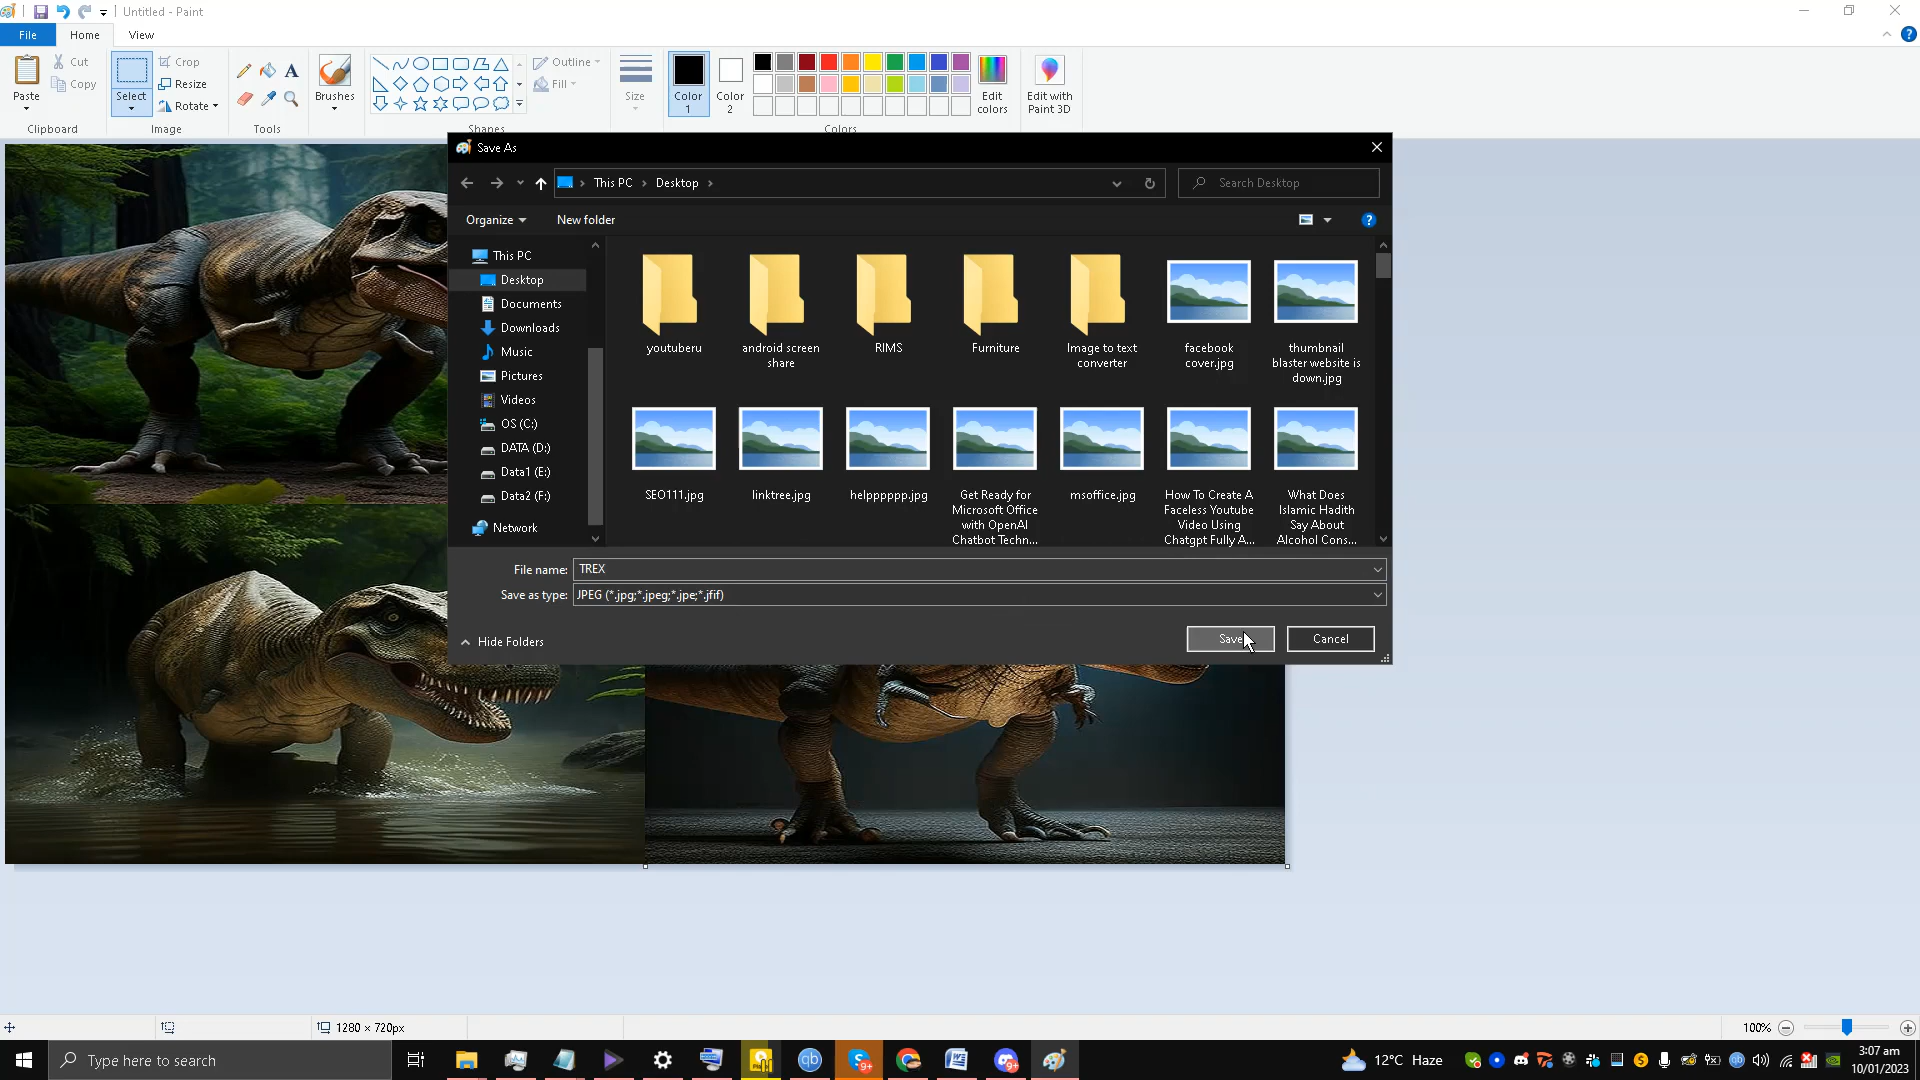 Untitled - Paint
File
Home
View
Paste
Cut
Copy
Clipboard
Select
Crop
Resize
Rotate
Image
Tools
Brushes
Shapes
Outline
Fill
Size
Color 1
Color 2
Colors
Edit colors
Edit with Paint 3D
Save As
This PC
Desktop
Search Desktop
Organize
New folder
This PC
Desktop
Documents
Downloads
Music
Pictures
Videos
OS (C:)
DATA (D:)
Data1 (E:)
Data2 (F:)
Network
youtuberu
android screen share
RIMS
Furniture
Image to text converter
facebook cover.jpg
thumbnail blaster website is down.jpg
SEO111.jpg
linktree.jpg
helpppppp.jpg
Get Ready for Microsoft Office with OpenAI Chatbot Techn...
msoffice.jpg
How To Create A Faceless Youtube Video Using Chatgpt Fully A...
What Does Islamic Hadith Say About Alcohol Cons...
File name: TREX
Save as type: JPEG (*.jpg;*.jpeg;*.jpe;*.jfif)
Hide Folders
Save
Cancel
1280 × 720px
100%
Type here to search
12°C Haze
3:07 am
10/01/2023